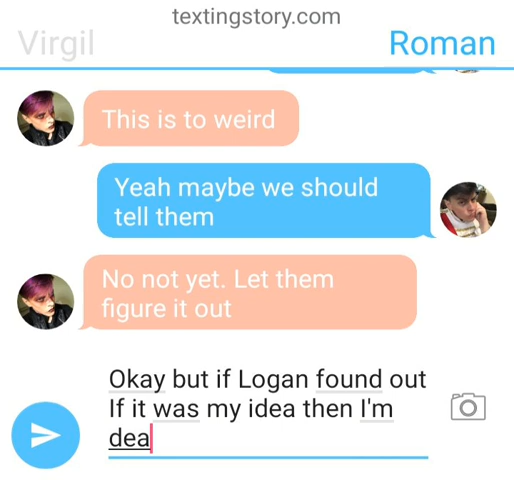 textingstory.com
Virgil
Roman
This is to weird
Yeah maybe we should
tell them
No not yet. Let them
figure it out
Okay but if Logan found out
If it was my idea then I'm
dea